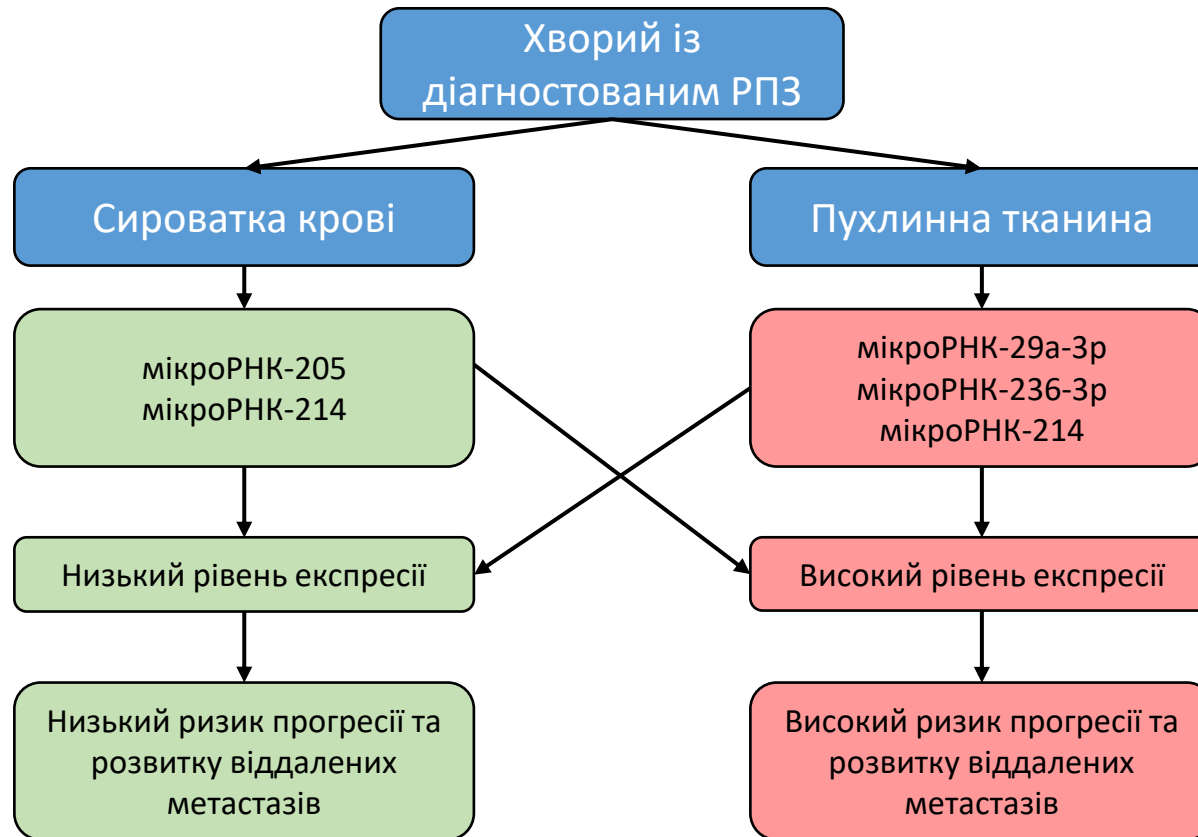 Хворий із
діагностованим РПЗ
Сироватка крові
Пухлинна тканина
мікроРНК-205
мікроРНК-214
мікроРНК-29а-3р
мікроРНК-236-3р
мікроРНК-214
Низький рівень експресії
Високий рівень експресії
Низький ризик прогресії та
розвитку віддалених
метастазів
Високий ризик прогресії та
розвитку віддалених
метастазів